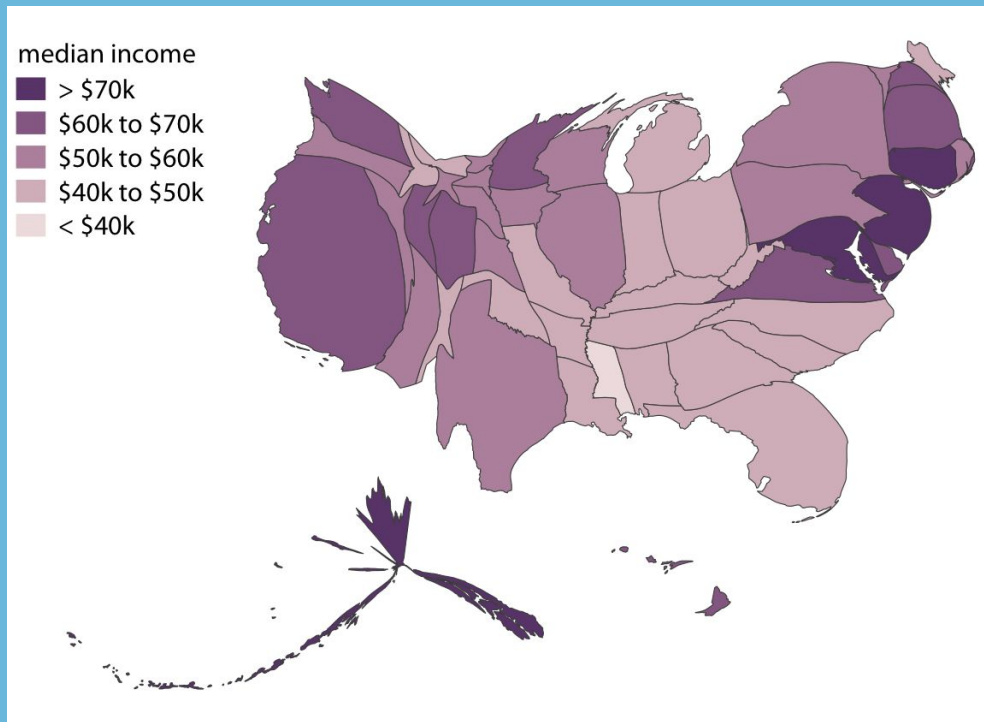 median income
> $70k
$60k to $70k
$50k to $60k
$40k to $50k
< $40k